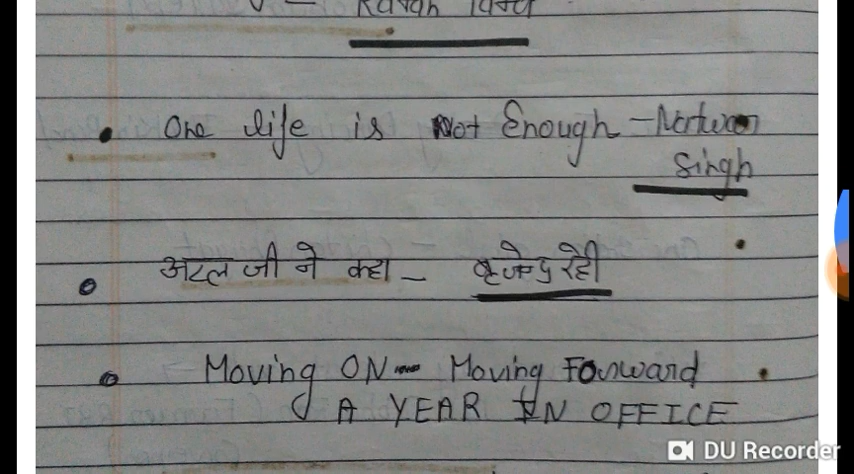 One life is Not Enough - Natwar
Singh
अटल जी ने कहा - बृजेन्द्र रेही
Moving ON - Moving Forward
A YEAR IN OFFICE
DU Recorder